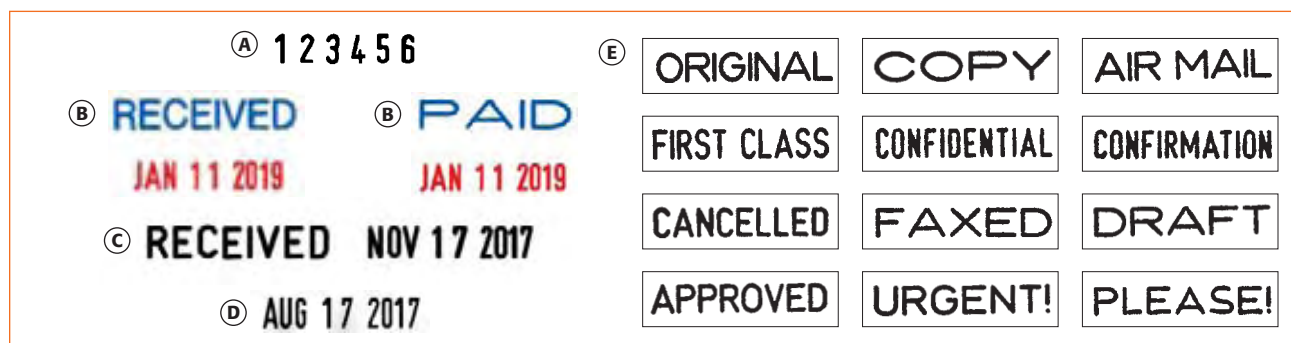 A 1 2 3 4 5 6
B RECEIVED
JAN 11 2019
B PAID
JAN 11 2019
C RECEIVED NOV 17 2017
D AUG 17 2017
E
ORIGINAL
COPY
AIR MAIL
FIRST CLASS
CONFIDENTIAL
CONFIRMATION
CANCELLED
FAXED
DRAFT
APPROVED
URGENT!
PLEASE!